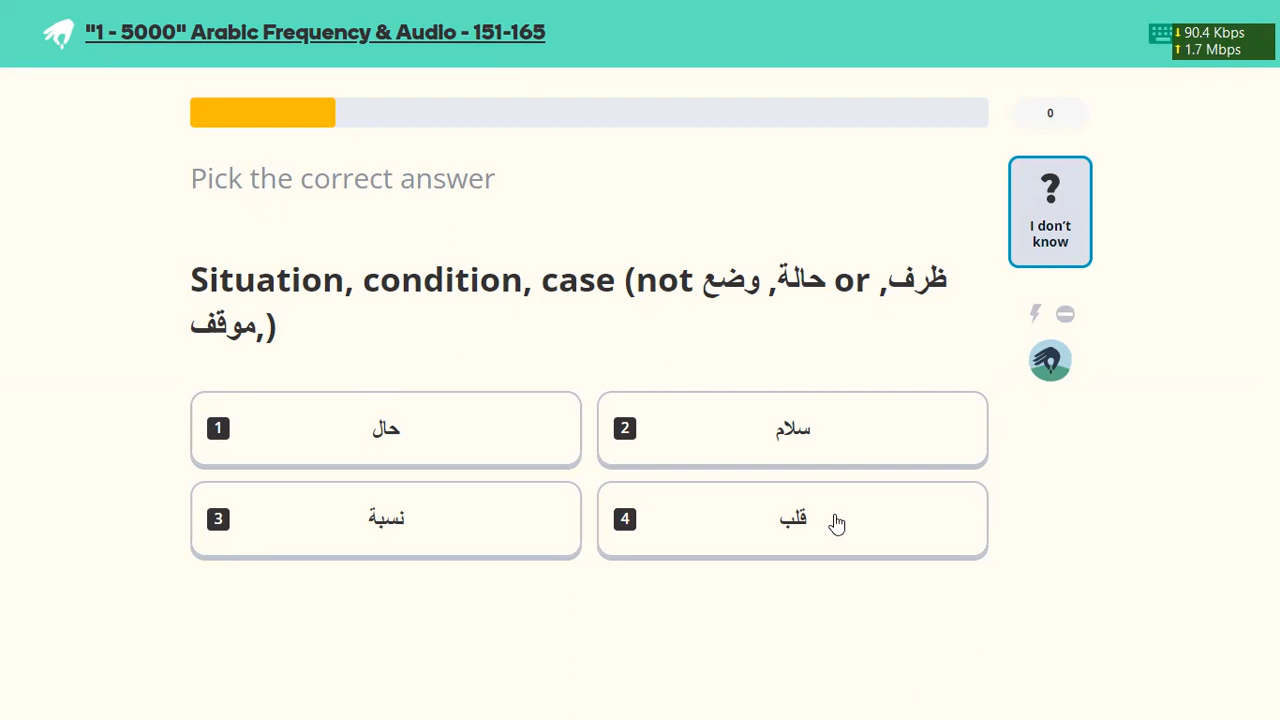 "1 - 5000" Arabic Frequency & Audio - 151-165
↓ 90.4 Kbps
↑ 1.7 Mbps
0
Pick the correct answer
?
I don't know
Situation, condition, case (not حالة, وضع or ظرف,
موقف,)
1 حال
2 سلام
3 نسبة
4 قلب